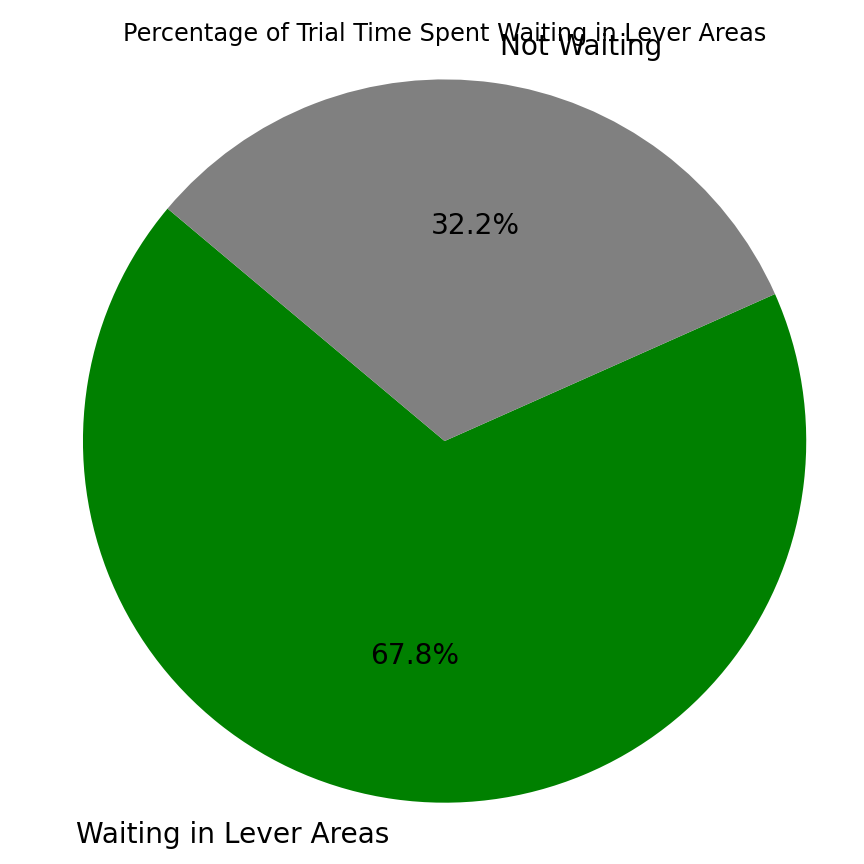 Percentage of Trial Time Spent Waiting in Lever Areas
Not Waiting
32.2%
67.8%
Waiting in Lever Areas